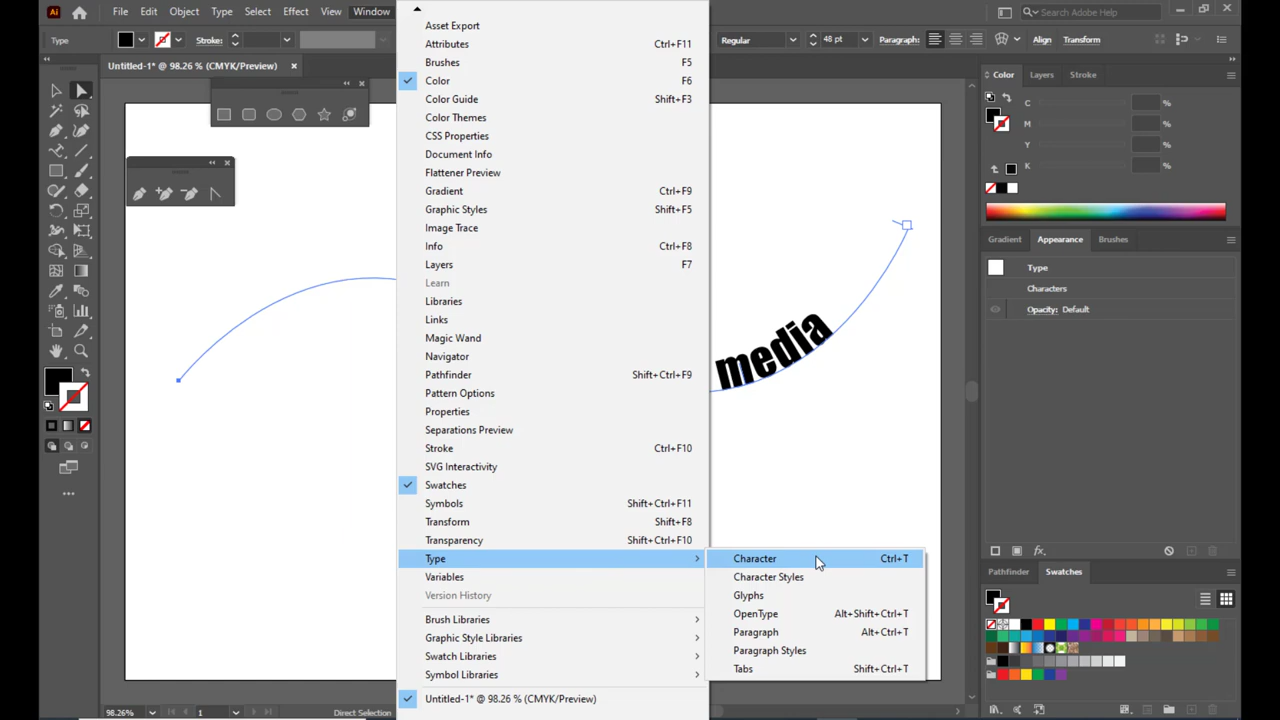 Ai
File Edit Object Type Select Effect View Window
Search Adobe Help
Type
Stroke:
Regular
48 pt
Paragraph:
Align
Transform
Untitled-1* @ 98.26 % (CMYK/Preview)
Asset Export
Attributes Ctrl+F11
Brushes F5
Color F6
Color Guide Shift+F3
Color Themes
CSS Properties
Document Info
Flattener Preview
Gradient Ctrl+F9
Graphic Styles Shift+F5
Image Trace
Info Ctrl+F8
Layers F7
Learn
Libraries
Links
Magic Wand
Navigator
Pathfinder Shift+Ctrl+F9
Pattern Options
Properties
Separations Preview
Stroke Ctrl+F10
SVG Interactivity
Swatches
Symbols Shift+Ctrl+F11
Transform Shift+F8
Transparency Shift+Ctrl+F10
Type
Variables
Version History
Brush Libraries
Graphic Style Libraries
Swatch Libraries
Symbol Libraries
Untitled-1* @ 98.26 % (CMYK/Preview)
Character Ctrl+T
Character Styles
Glyphs
OpenType Alt+Shift+Ctrl+T
Paragraph Alt+Ctrl+T
Paragraph Styles
Tabs Shift+Ctrl+T
media
Color Layers Stroke
C %
M %
Y %
K %
Gradient Appearance Brushes
Type
Characters
Opacity: Default
Pathfinder Swatches
98.26%
1
Direct Selection